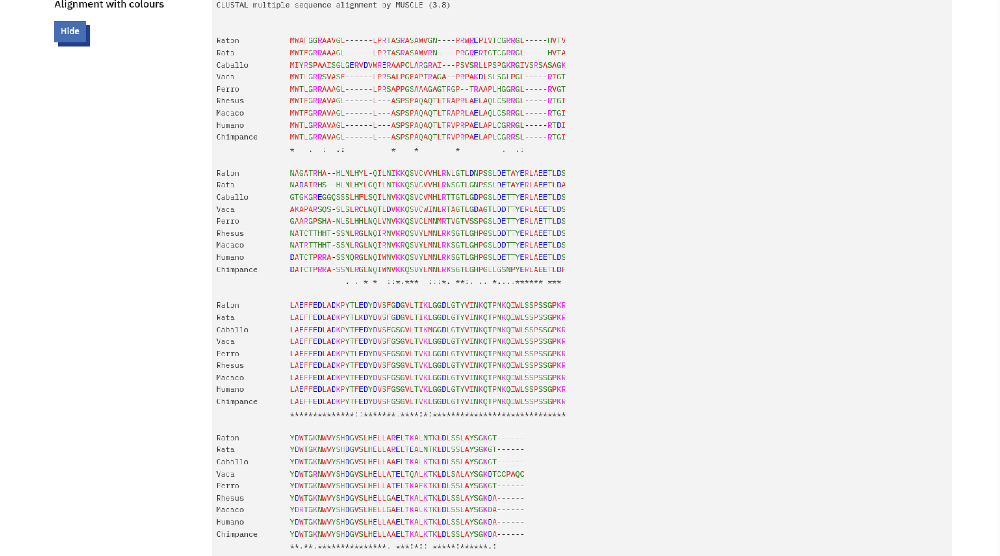 Alignment with colours
Hide
CLUSTAL multiple sequence alignment by MUSCLE (3.8)
Raton MWAFGGRAAVGL------LPRTASRASAWVGN----PRWREPIVTCGRRGL-----HVTV
Rata MWTFGRRAAAGL------LPRTASRASAWVRN----PRGRERIGTCGRRGL-----HVTA
Caballo MIYRSPAAISGLGERVDVWRERAAPCLARGRAI---PSVSRLLPSPGKRGIVSRSASAGK
Vaca MWTLGRRSVASF------LPRSALPGFAPTRAGA--PRPAKDLSLSGLPGL-----RIGT
Perro MWTLGRRAAAGL------LPRSAPPGSAAAGAGTRGP--TRAAPLHGGRGL-----RVGT
Rhesus MWTFGRRAVAGL------L---ASPSPAQAQTLTRAPRLAELAQLCSRRGL-----RTGI
Macaco MWTFGRRAVAGL------L---ASPSPAQAQTLTRAPRLAELAQLCSRRGL-----RTGI
Humano MWTLGRRAVAGL------L---ASPSPAQAQTLTRVPRPAELAPLCGRRGL-----RTDI
Chimpance MWTLGRRAVAGL------L---ASPSPAQAQTLTRVPRPAELAPLCGRRSL-----RTGI
*   .  :  .:          *    *        *         .  .:
Raton NAGATRHA--HLNLHYL-QILNIKKQSVCVVHLRNLGTLDNPSSLDETAYERLAEETLDS
Rata NADAIRHS--HLNLHYLGQILNIKKQSVCVVHLRNSGTLGNPSSLDETAYERLAEETLDA
Caballo GTGKGREGGQSSSLHFLSQILNVKKQSVCVMHLRTTGTLGDPGSLDETTYERLAEETLDS
Vaca AKAPARSQS-SLSLRCLNQTLDVKKQSVCWINLRTAGTLGDAGTLDDTTYERLAEETLDS
Perro GAARGPSHA-NLSLHHLNQLVNVKKQSVCLMNMRTVGTVSSPGSLDETTYERLAETTLDS
Rhesus NATCTTHHT-SSNLRGLNQIRNVKRQSVYLMNLRKSGTLGHPGSLDDTTYERLAEETLDS
Macaco NATRTTHHT-SSNLRGLNQIRNVKRQSVYLMNLRKSGTLGHPGSLDDTTYERLAEETLDS
Humano DATCTPRRA-SSNQRGLNQIWNVKKQSVYLMNLRKSGTLGHPGSLDETTYERLAEETLDS
Chimpance DATCTPRRA-SSNLRGLNQIWNVKKQSVYLMNLRKSGTLGHPGLLGSNPYERLAEETLDF
. . * *  ::*.***  :::*. **:. .. *....****** ***
Raton LAEFFEDLADKPYTLEDYDVSFGDGVLTIKLGGDLGTYVINKQTPNKQIWLSSPSSGPKR
Rata LAEFFEDLADKPYTLKDYDVSFGDGVLTIKLGGDLGTYVINKQTPNKQIWLSSPSSGPKR
Caballo LAEFFEDLADKPYTFEDYDVSFGSGVLTIKMGGDLGTYVINKQTPNKQIWLSSPSSGPKR
Vaca LAEFFEDLADKPYTFEDYDVSFGSGVLTVKLGGDLGTYVINKQTPNKQIWLSSPSSGPKR
Perro LAEFFEDLADKPYTLEDYDVSFGSGVLTVKLGGDLGTYVINKQTPNKQIWLSSPSSGPKR
Rhesus LAEFFEDLADKPYTFEDYDVSFGSGVLTVKLGGDLGTYVINKQTPNKQIWLSSPSSGPKR
Macaco LAEFFEDLADKPYTFEDYDVSFGSGVLTVKLGGDLGTYVINKQTPNKQIWLSSPSSGPKR
Humano LAEFFEDLADKPYTFEDYDVSFGSGVLTVKLGGDLGTYVINKQTPNKQIWLSSPSSGPKR
Chimpance LAEFFEDLADKPYTFEDYDVSFGSGVLTVKLGGDLGTYVINKQTPNKQIWLSSPSSGPKR
**************::*******.****:*:*****************************
Raton YDWTGKNWVYSHDGVSLHELLARELTKALNTKLDLSSLAYSGKGT------
Rata YDWTGKNWVYSHDGVSLHELLARELTEALNTKLDLSSLAYSGKGT------
Caballo YDWTGKNWVYSHDGVSLHELLAAELTKALKTKLDLSSLAYSGKGT------
Vaca YDWTGRNWVYSHDGVSLHELLATELTQALKTKLDLSALAYSGKDTCCPAQC
Perro YDWTGKNWVYSHDGVSLHELLATELTKAFKIKLDLSSLAYSGKGT------
Rhesus YDWTGKNWVYSHDGVSLHELLGAELTKALKTKLDLSSLAYSGKDA------
Macaco YDRTGKNWVYSHDGVSLHELLGAELTKALKTKLDLSSLAYSGKDA------
Humano YDWTGKNWVYSHDGVSLHELLAAELTKALKTKLDLSSLAYSGKDA------
Chimpance YDWTGKNWVYSHDGVSLHELLAAELTKALKTKLDLSSLAYSGKDA------
**.**.***************. ***:*:: *****:******.: